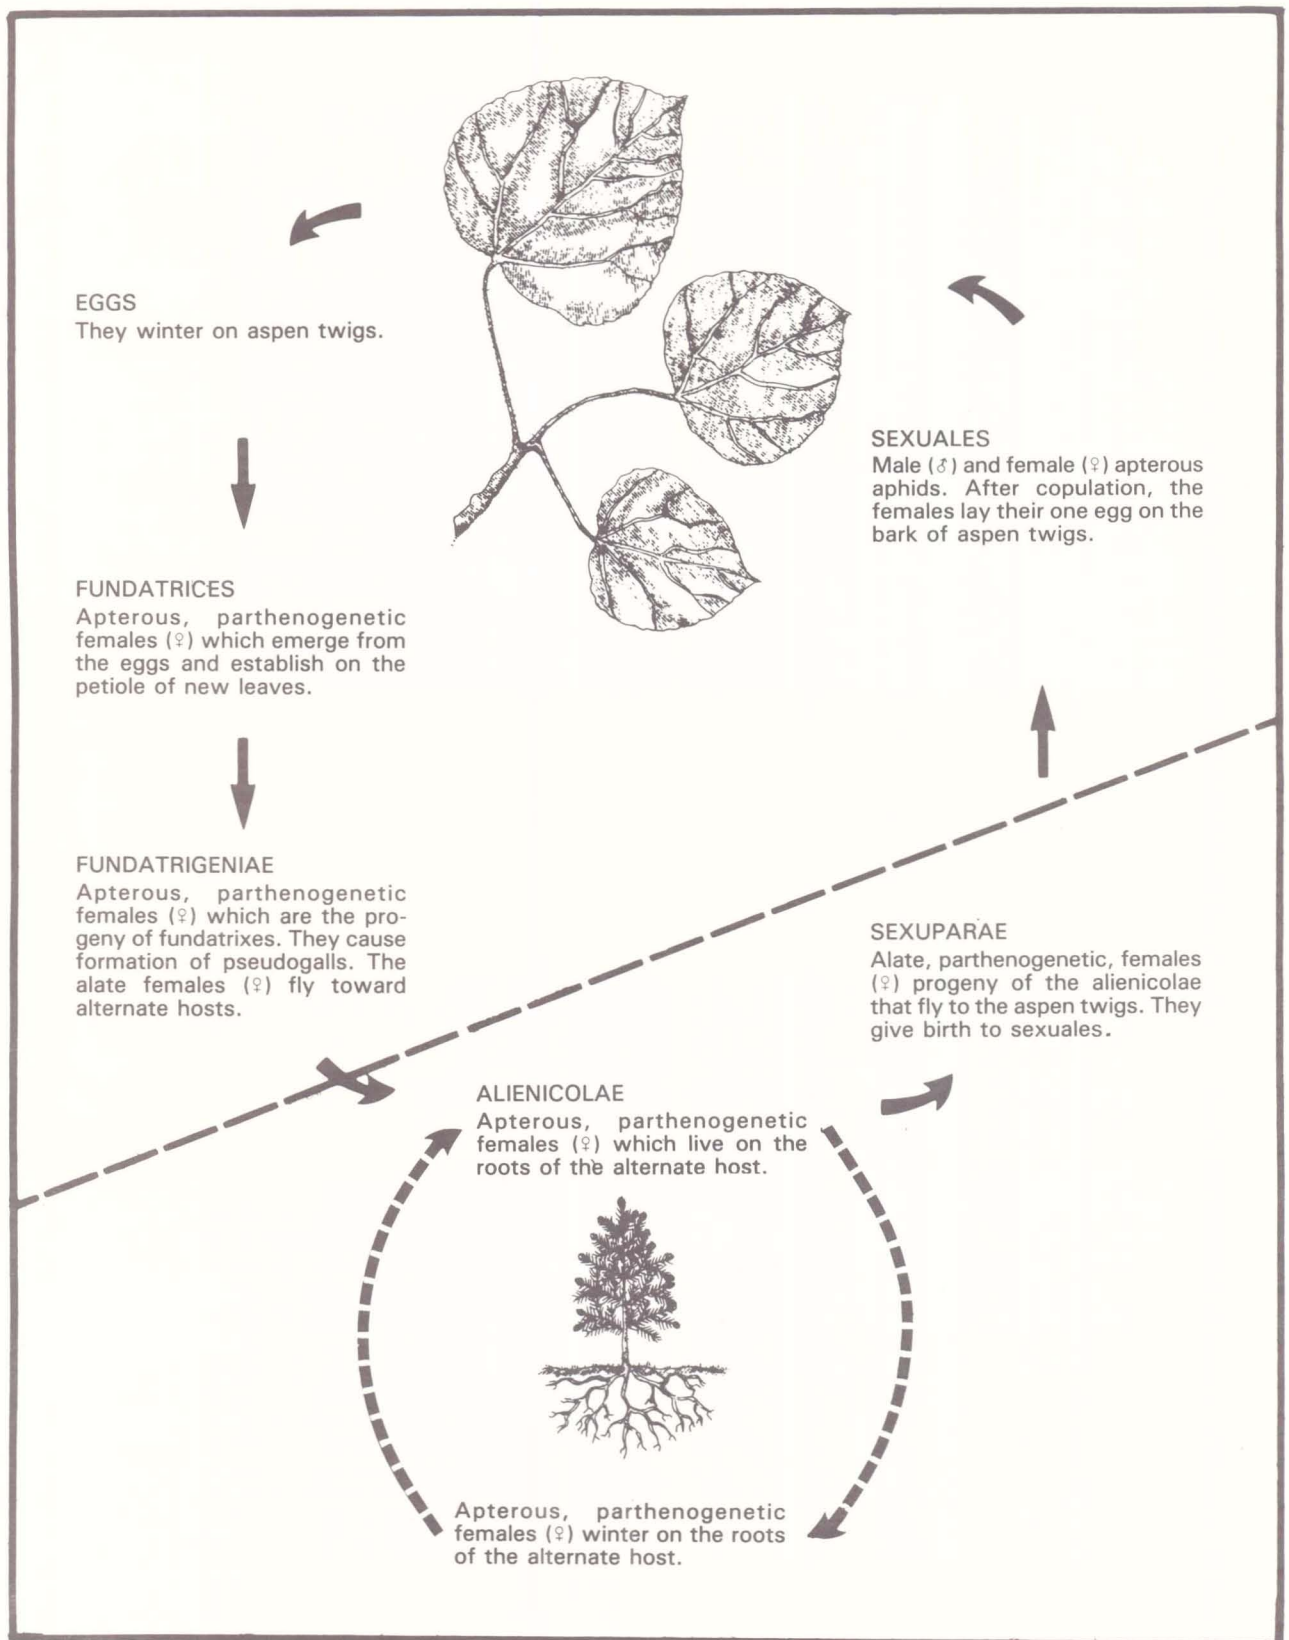 EGGS
They winter on aspen twigs.
FUNDATRICES
Apterous, parthenogenetic
females (♀) which emerge from
the eggs and establish on the
petiole of new leaves.
FUNDATRIGENIAE
Apterous, parthenogenetic
females (♀) which are the pro-
geny of fundatrixes. They cause
formation of pseudogalls. The
alate females (♀) fly toward
alternate hosts.
ALIENICOLAE
Apterous, parthenogenetic
females (♀) which live on the
roots of the alternate host.
Apterous, parthenogenetic
females (♀) winter on the roots
of the alternate host.
SEXUPARAE
Alate, parthenogenetic, females
(♀) progeny of the alienicolae
that fly to the aspen twigs. They
give birth to sexuales.
SEXUALES
Male (♂) and female (♀) apterous
aphids. After copulation, the
females lay their one egg on the
bark of aspen twigs.